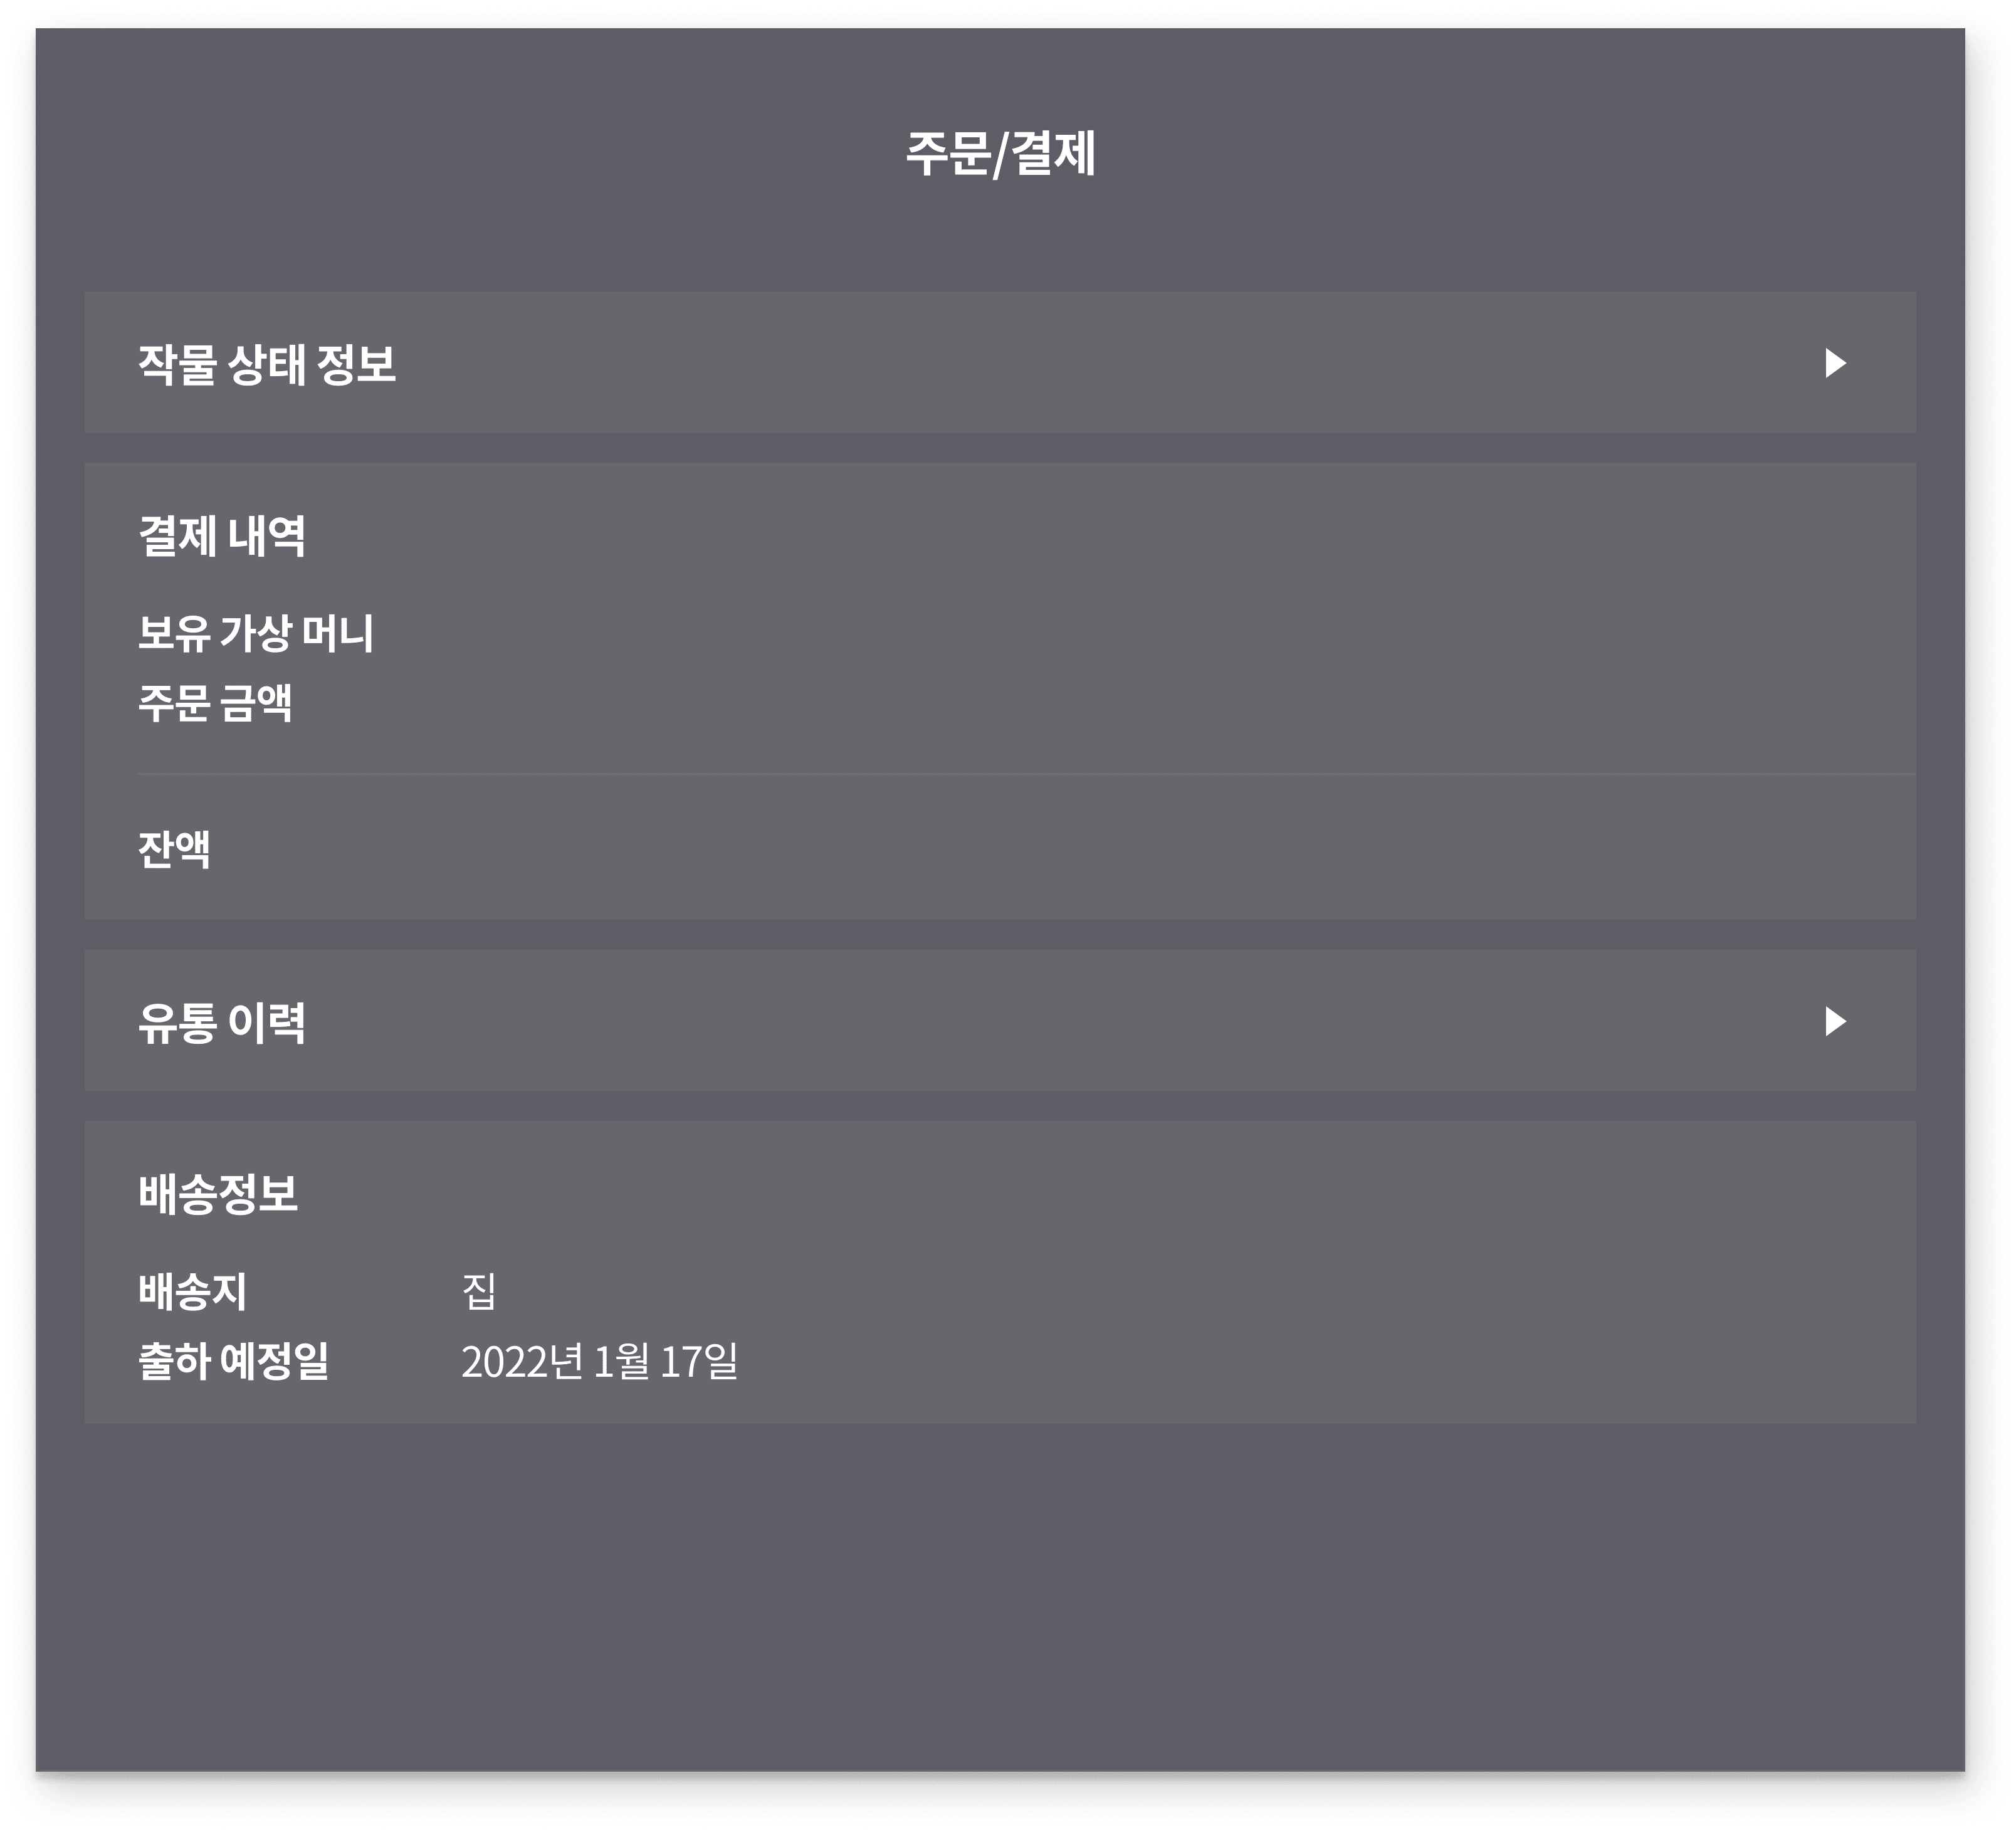 주문/결제
작물 상태 정보
결제 내역
보유 가상 머니
주문 금액
잔액
유통 이력
배송정보
배송지 집
출하 예정일 2022년 1월 17일